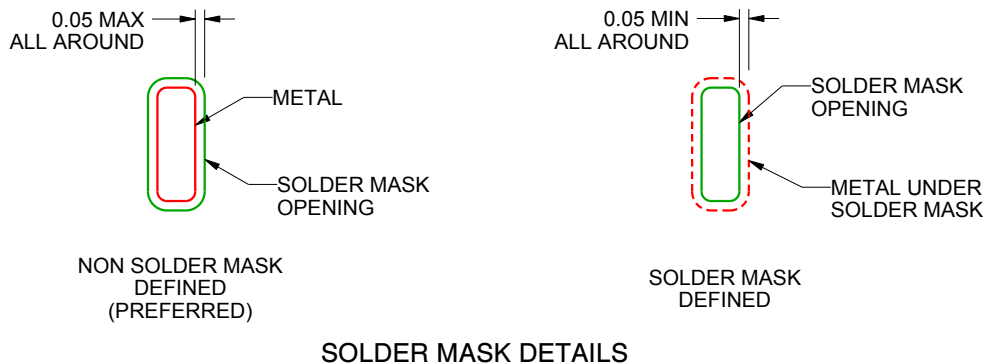 0.05 MAX
ALL AROUND
METAL
SOLDER MASK
OPENING
NON SOLDER MASK
DEFINED
(PREFERRED)
0.05 MIN
ALL AROUND
SOLDER MASK
OPENING
METAL UNDER
SOLDER MASK
SOLDER MASK
DEFINED
SOLDER MASK DETAILS